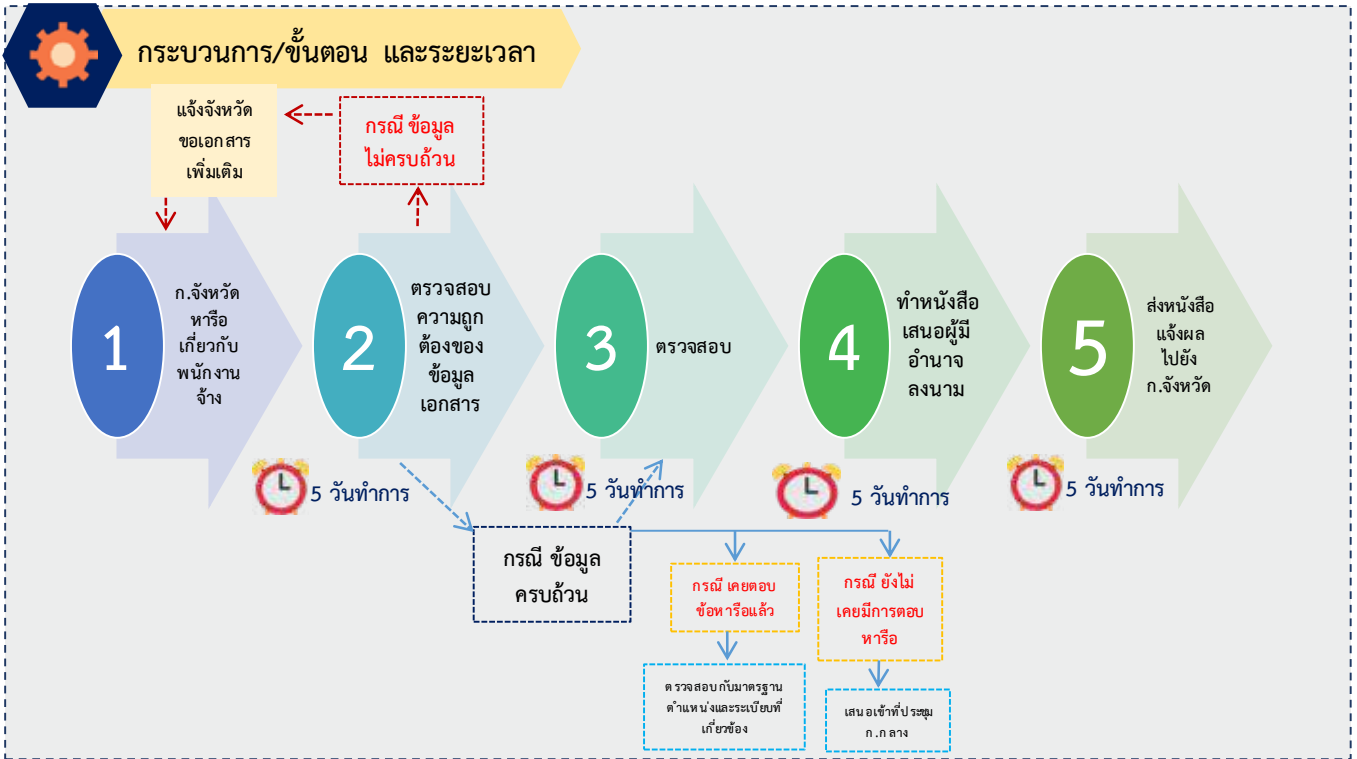 กระบวนการ/ขั้นตอน และระยะเวลา
แจ้งจังหวัด
ขอเอกสาร
เพิ่มเติม
กรณี ข้อมูล
ไม่ครบถ้วน
1
ก.จังหวัด
หารือ
เกี่ยวกับ
พนักงาน
จ้าง
2
ตรวจสอบ
ความถูก
ต้องของ
ข้อมูล
เอกสาร
3
ตรวจสอบ
4
ทำหนังสือ
เสนอผู้มี
อำนาจ
ลงนาม
5
ส่งหนังสือ
แจ้งผล
ไปยัง
ก.จังหวัด
5 วันทำการ
5 วันทำการ
5 วันทำการ
5 วันทำการ
กรณี ข้อมูล
ครบถ้วน
กรณี เคยตอบ
ข้อหารือแล้ว
กรณี ยังไม่
เคยมีการตอบ
หารือ
ตรวจสอบกับมาตรฐาน
ตำแหน่งและระเบียบที่
เกี่ยวข้อง
เสนอเข้าที่ประชุม
ก.กลาง